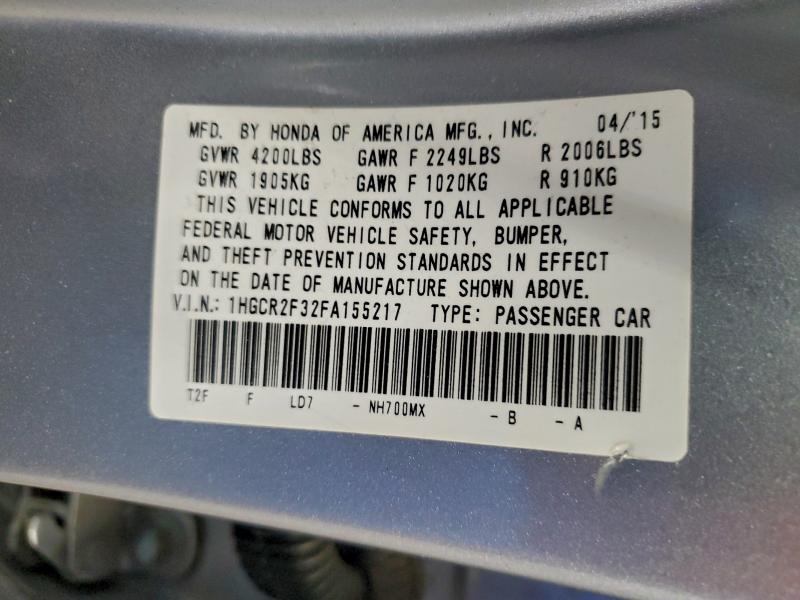 MFD. BY HONDA OF AMERICA MFG., INC. 04/'15
GVWR 4200LBS GAWR F 2249LBS R 2006LBS
GVWR 1905KG GAWR F 1020KG R 910KG
THIS VEHICLE CONFORMS TO ALL APPLICABLE
FEDERAL MOTOR VEHICLE SAFETY, BUMPER,
AND THEFT PREVENTION STANDARDS IN EFFECT
ON THE DATE OF MANUFACTURE SHOWN ABOVE.
V.I.N.: 1HGCR2F32FA155217 TYPE: PASSENGER CAR
T2F F LD7 - NH700MX - B - A